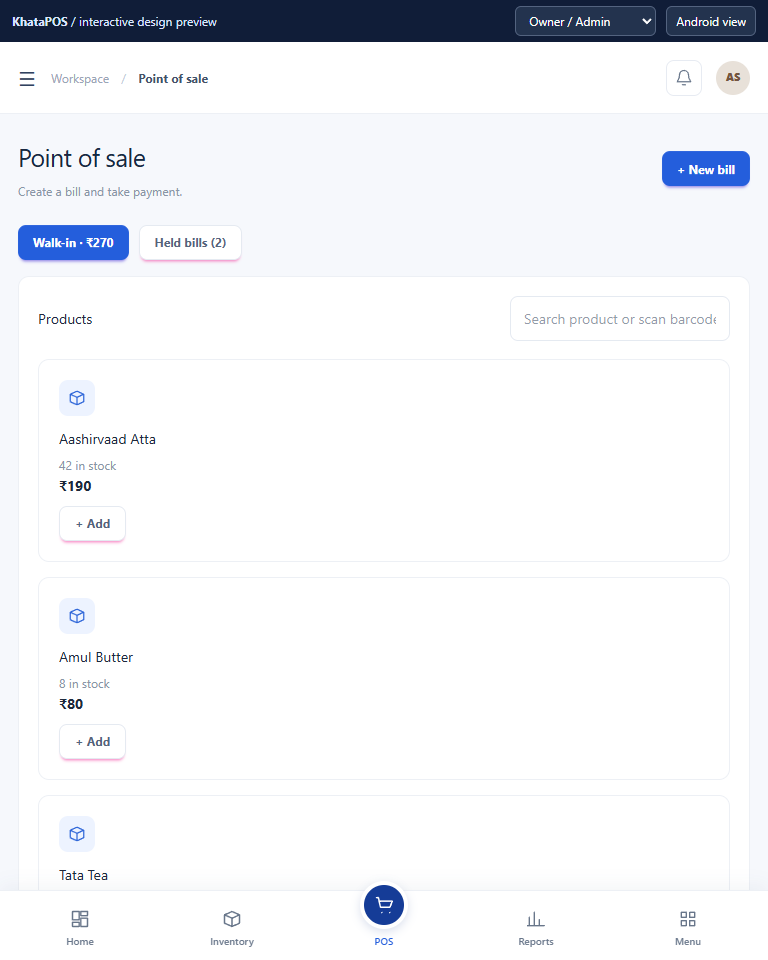 KhataPOS / interactive design preview
Owner / Admin
Android view
Workspace / Point of sale
AS
Point of sale
Create a bill and take payment.
+ New bill
Walk-in · ₹270
Held bills (2)
Products
Search product or scan barcode
Aashirvaad Atta
42 in stock
₹190
+ Add
Amul Butter
8 in stock
₹80
+ Add
Tata Tea
Home
Inventory
POS
Reports
Menu